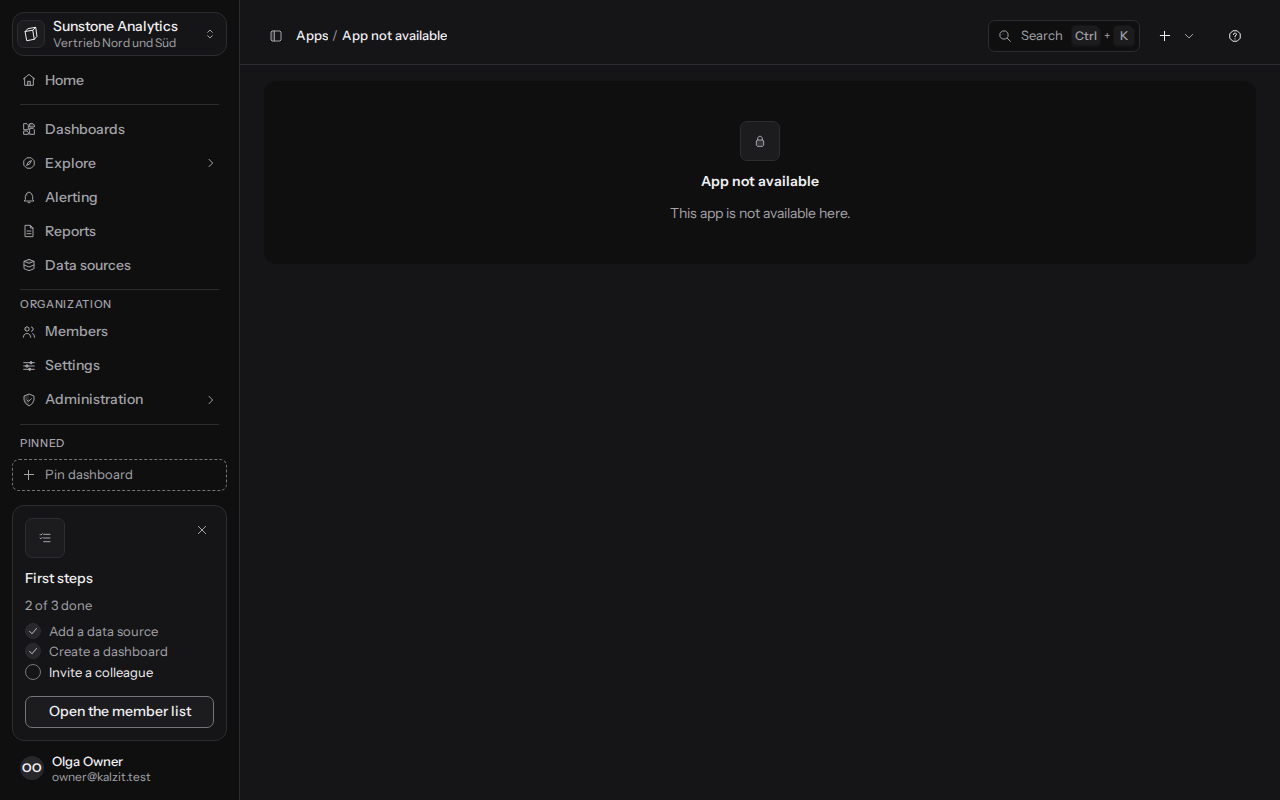 Sunstone Analytics
Vertrieb Nord und Süd
Home
Dashboards
Explore
Alerting
Reports
Data sources
ORGANIZATION
Members
Settings
Administration
PINNED
Pin dashboard
First steps
2 of 3 done
Add a data source
Create a dashboard
Invite a colleague
Open the member list
OO
Olga Owner
owner@kalzit.test
Apps / App not available
Search Ctrl + K
App not available
This app is not available here.